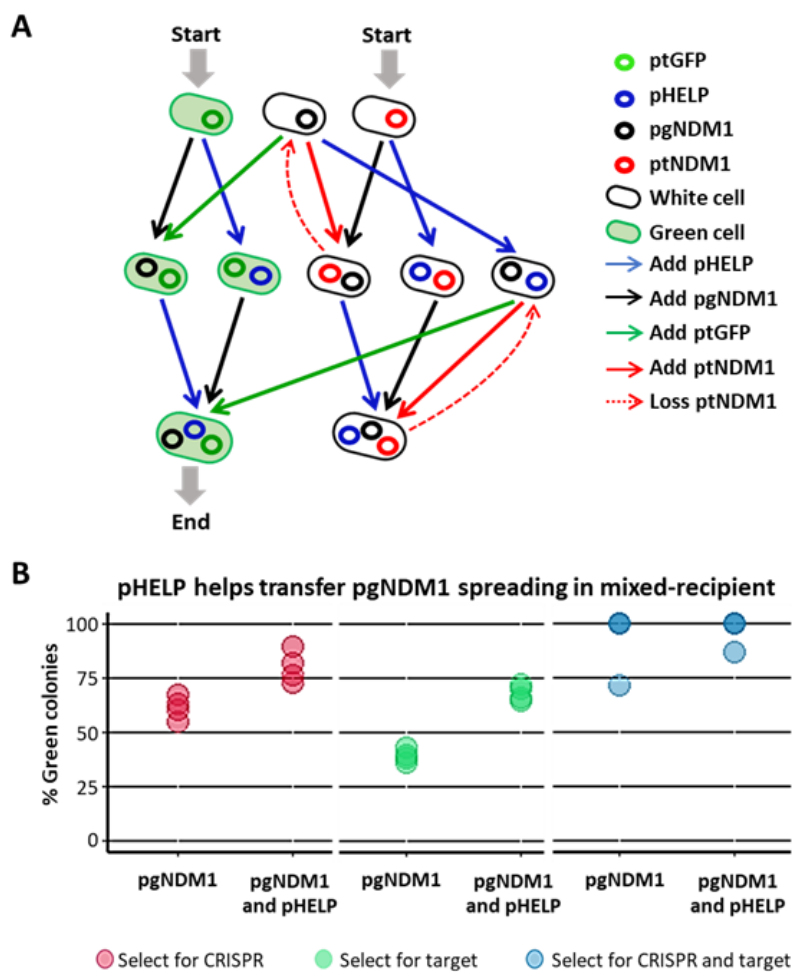 A
Start
Start
ptGFP
pHELP
pgNDM1
ptNDM1
White cell
Green cell
Add pHELP
Add pgNDM1
Add ptGFP
Add ptNDM1
Loss ptNDM1
End
B
pHELP helps transfer pgNDM1 spreading in mixed-recipient
% Green colonies
100
75
50
25
0
pgNDM1
pgNDM1
and pHELP
pgNDM1
pgNDM1
and pHELP
pgNDM1
pgNDM1
and pHELP
Select for CRISPR
Select for target
Select for CRISPR and target